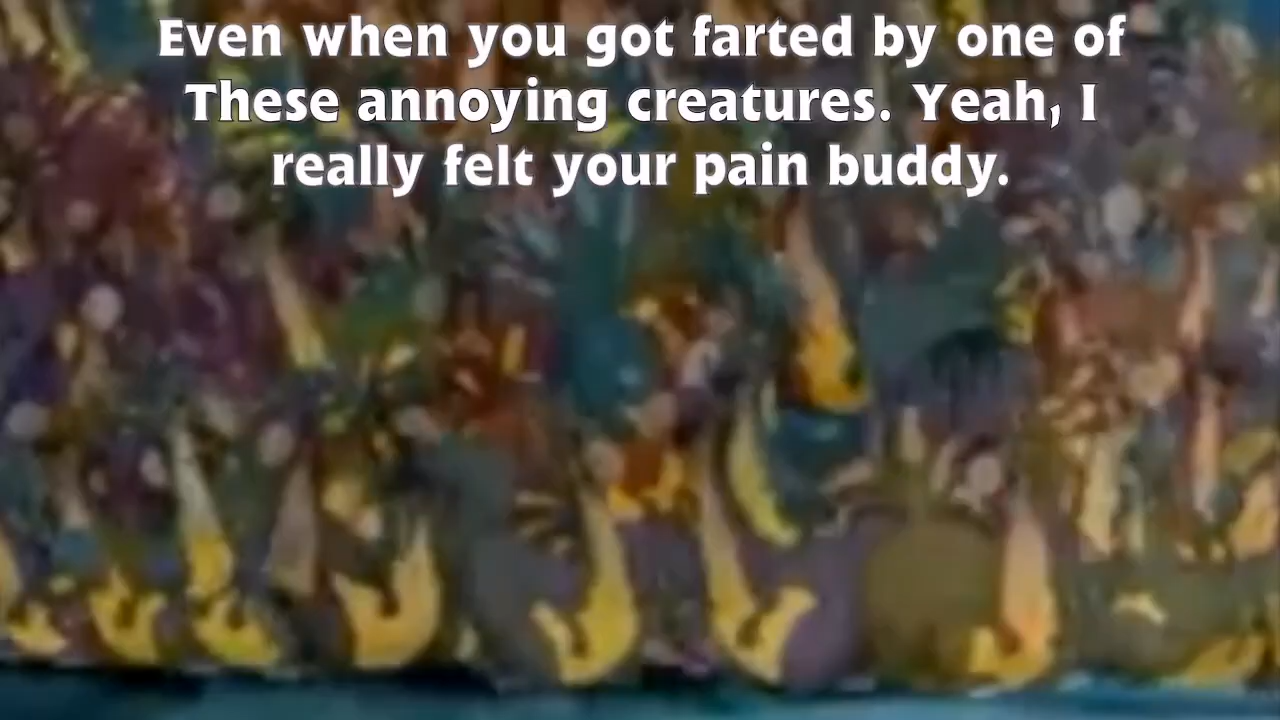 Even when you got farted by one of
These annoying creatures. Yeah, I
really felt your pain buddy.